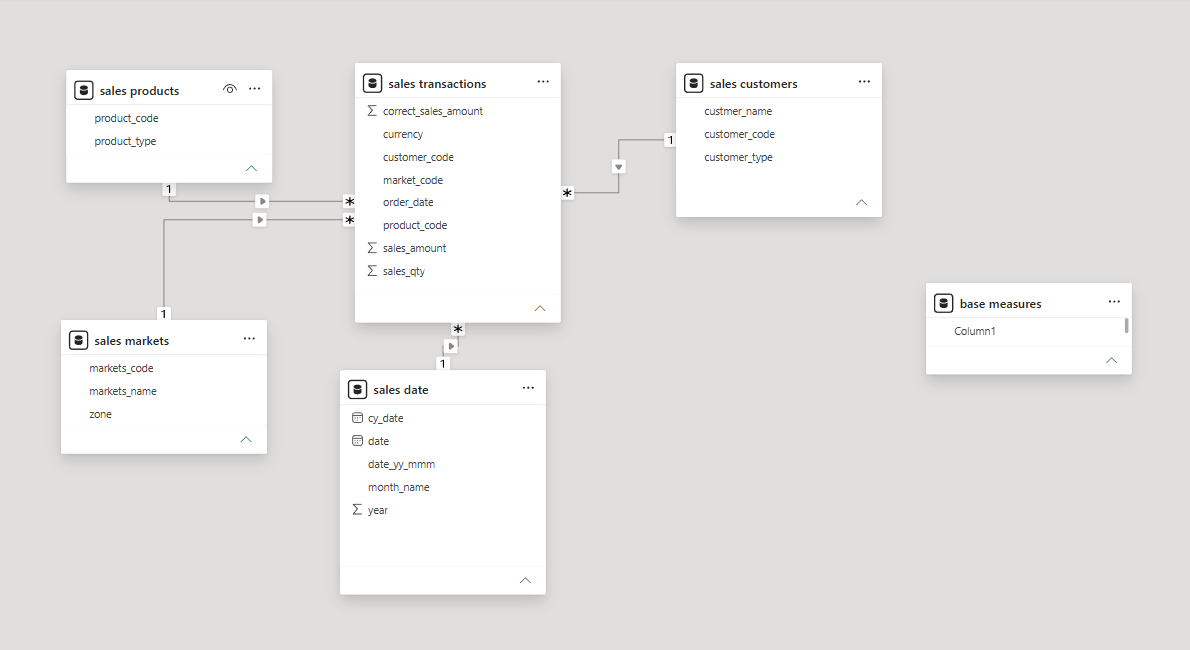 sales products
product_code
product_type
1
*
*
1
sales markets
markets_code
markets_name
zone
sales transactions
correct_sales_amount
currency
customer_code
market_code
order_date
product_code
sales_amount
sales_qty
*
1
sales date
cy_date
date
date_yy_mmm
month_name
year
sales customers
custmer_name
customer_code
customer_type
1
*
base measures
Column1